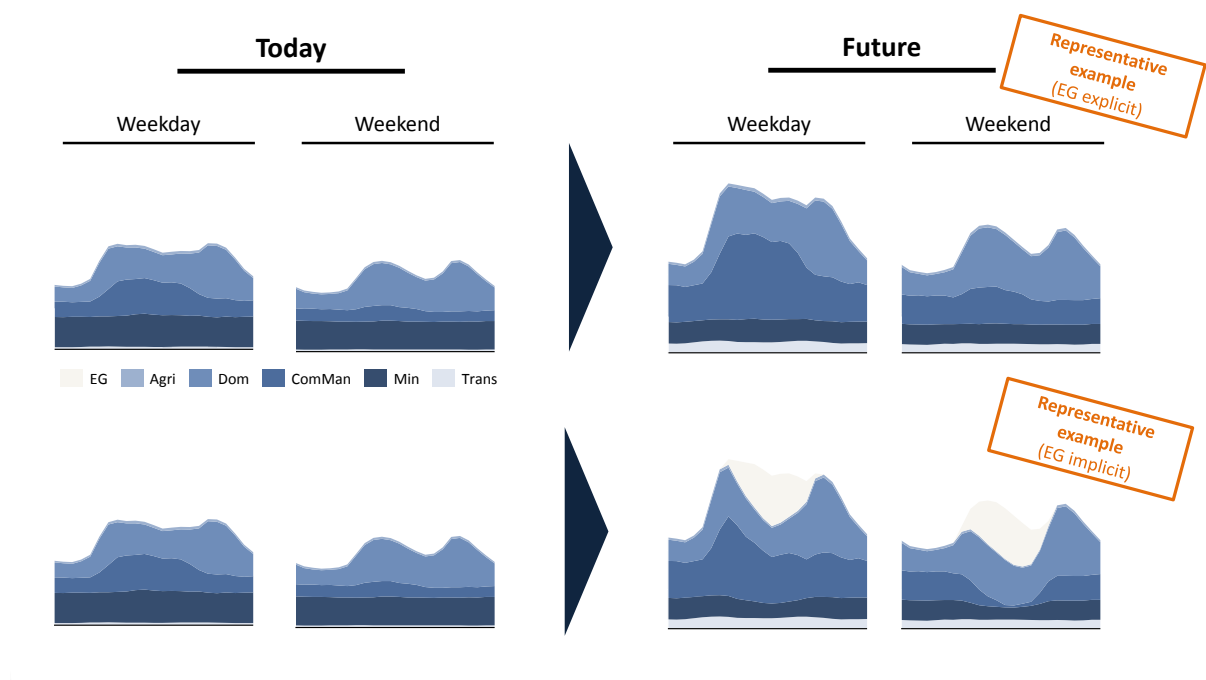 Today
Future
Representative
example
(EG explicit)
Weekday
Weekend
Weekday
Weekend
EG
Agri
Dom
ComMan
Min
Trans
Representative
example
(EG implicit)